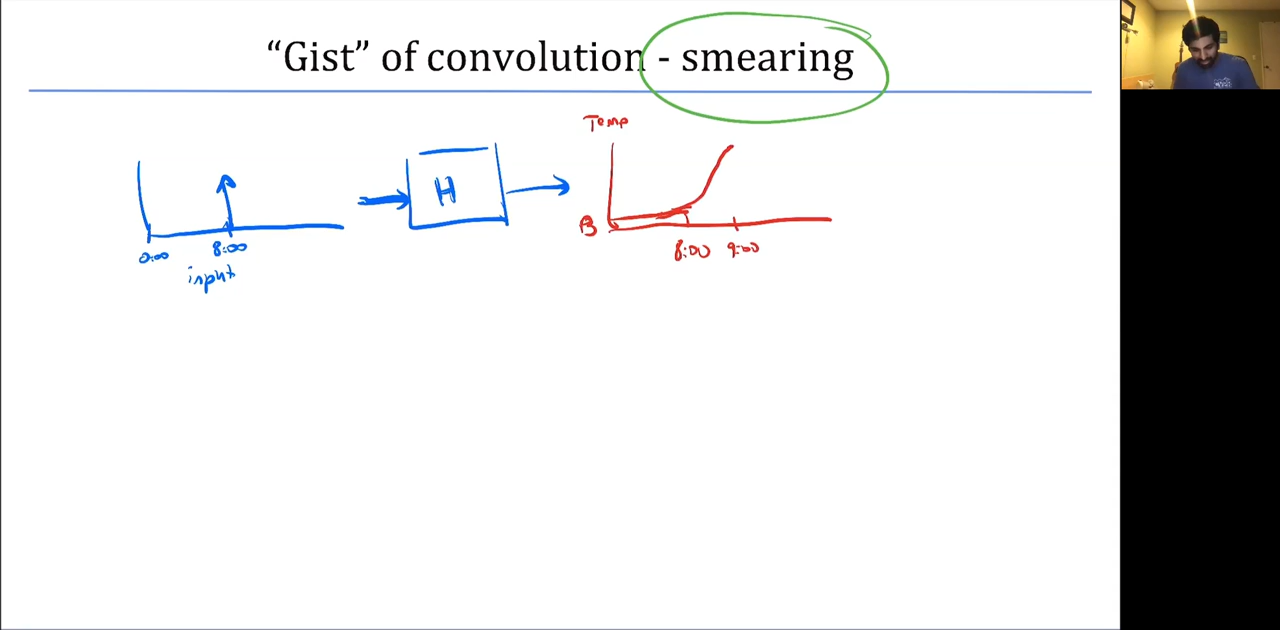 “Gist” of convolution - smearing
Temp
H
B
0:00 8:00
8:00 9:00
input